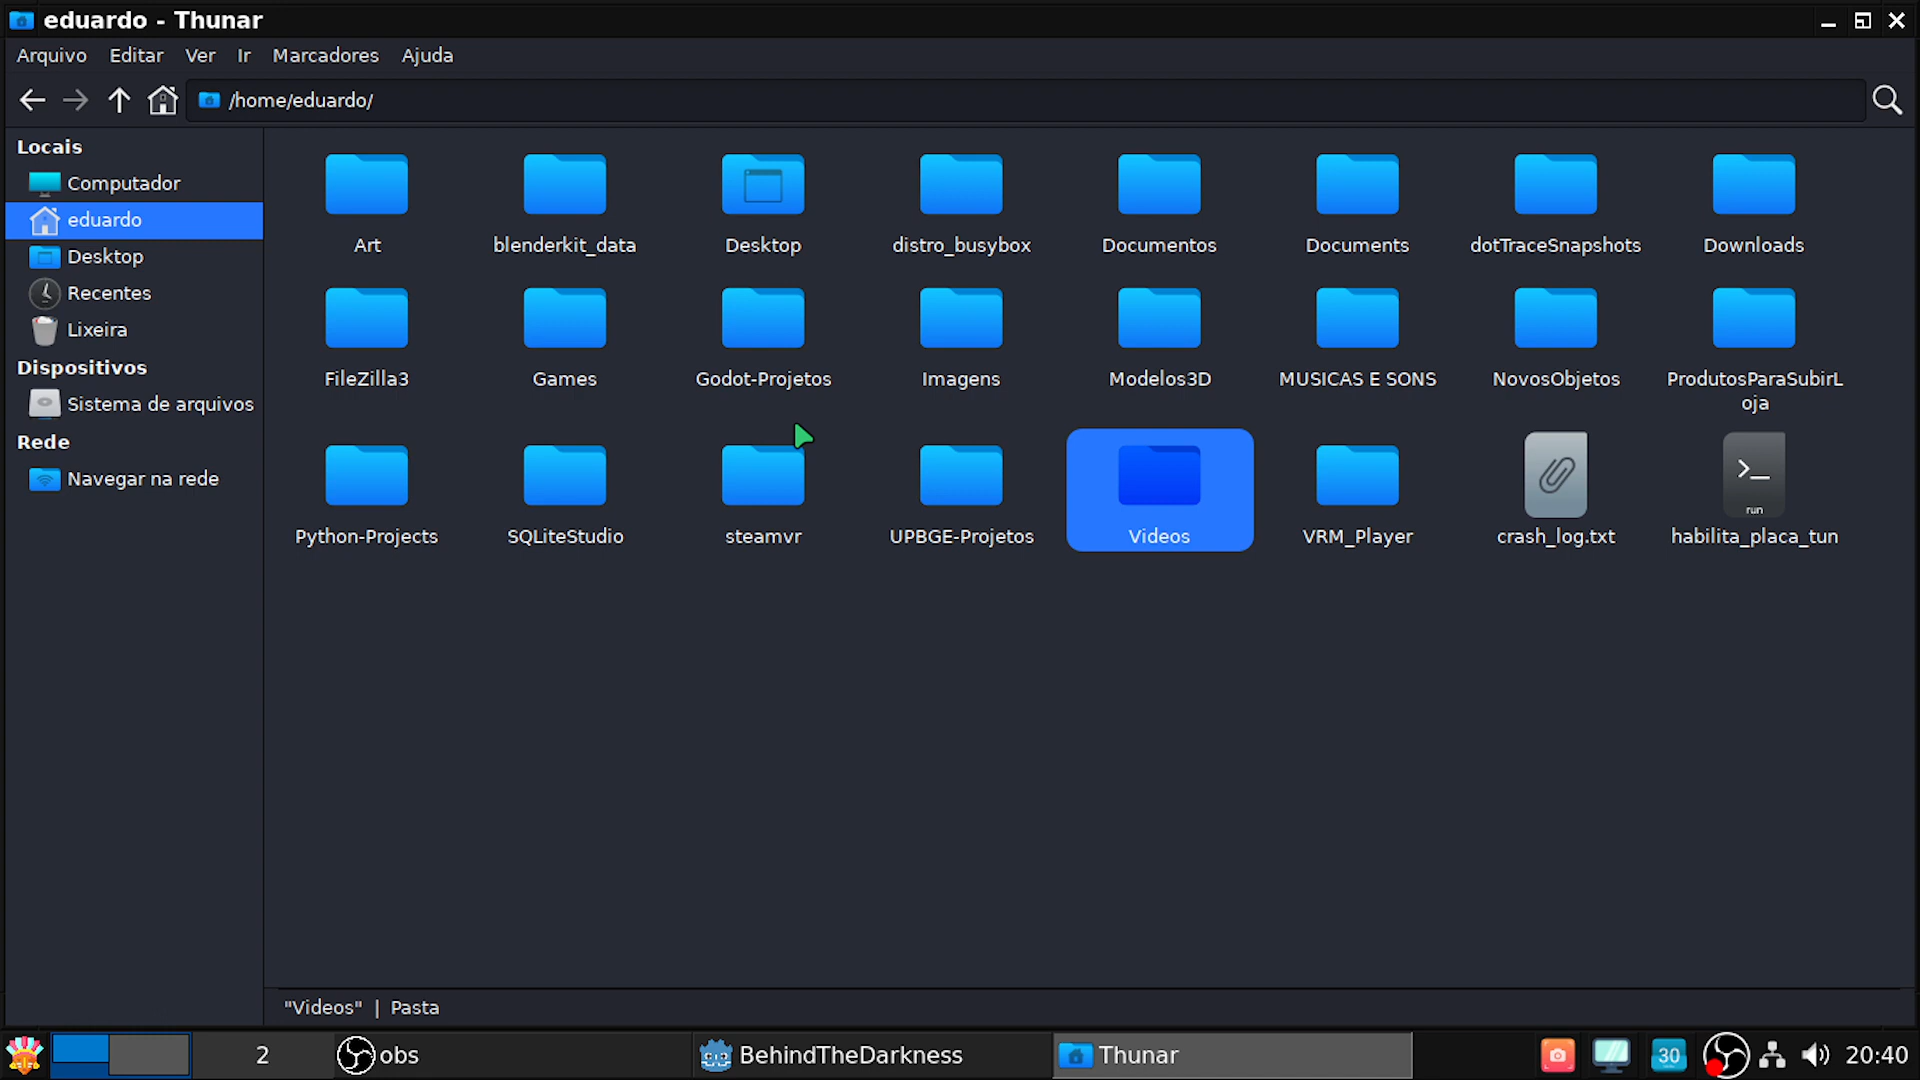 eduardo - Thunar
Arquivo Editar Ver Ir Marcadores Ajuda
/home/eduardo/
Locais
Computador
eduardo
Desktop
Recentes
Lixeira
Dispositivos
Sistema de arquivos
Rede
Navegar na rede
Art blenderkit_data Desktop distro_busybox Documentos Documents dotTraceSnapshots Downloads
FileZilla3 Games Godot-Projetos Imagens Modelos3D MUSICAS E SONS NovosObjetos ProdutosParaSubirL
oja
>_
run
Python-Projects SQLiteStudio steamvr UPBGE-Projetos Videos VRM_Player crash_log.txt habilita_placa_tun
"Videos" | Pasta
2 obs BehindTheDarkness Thunar 30 20:40